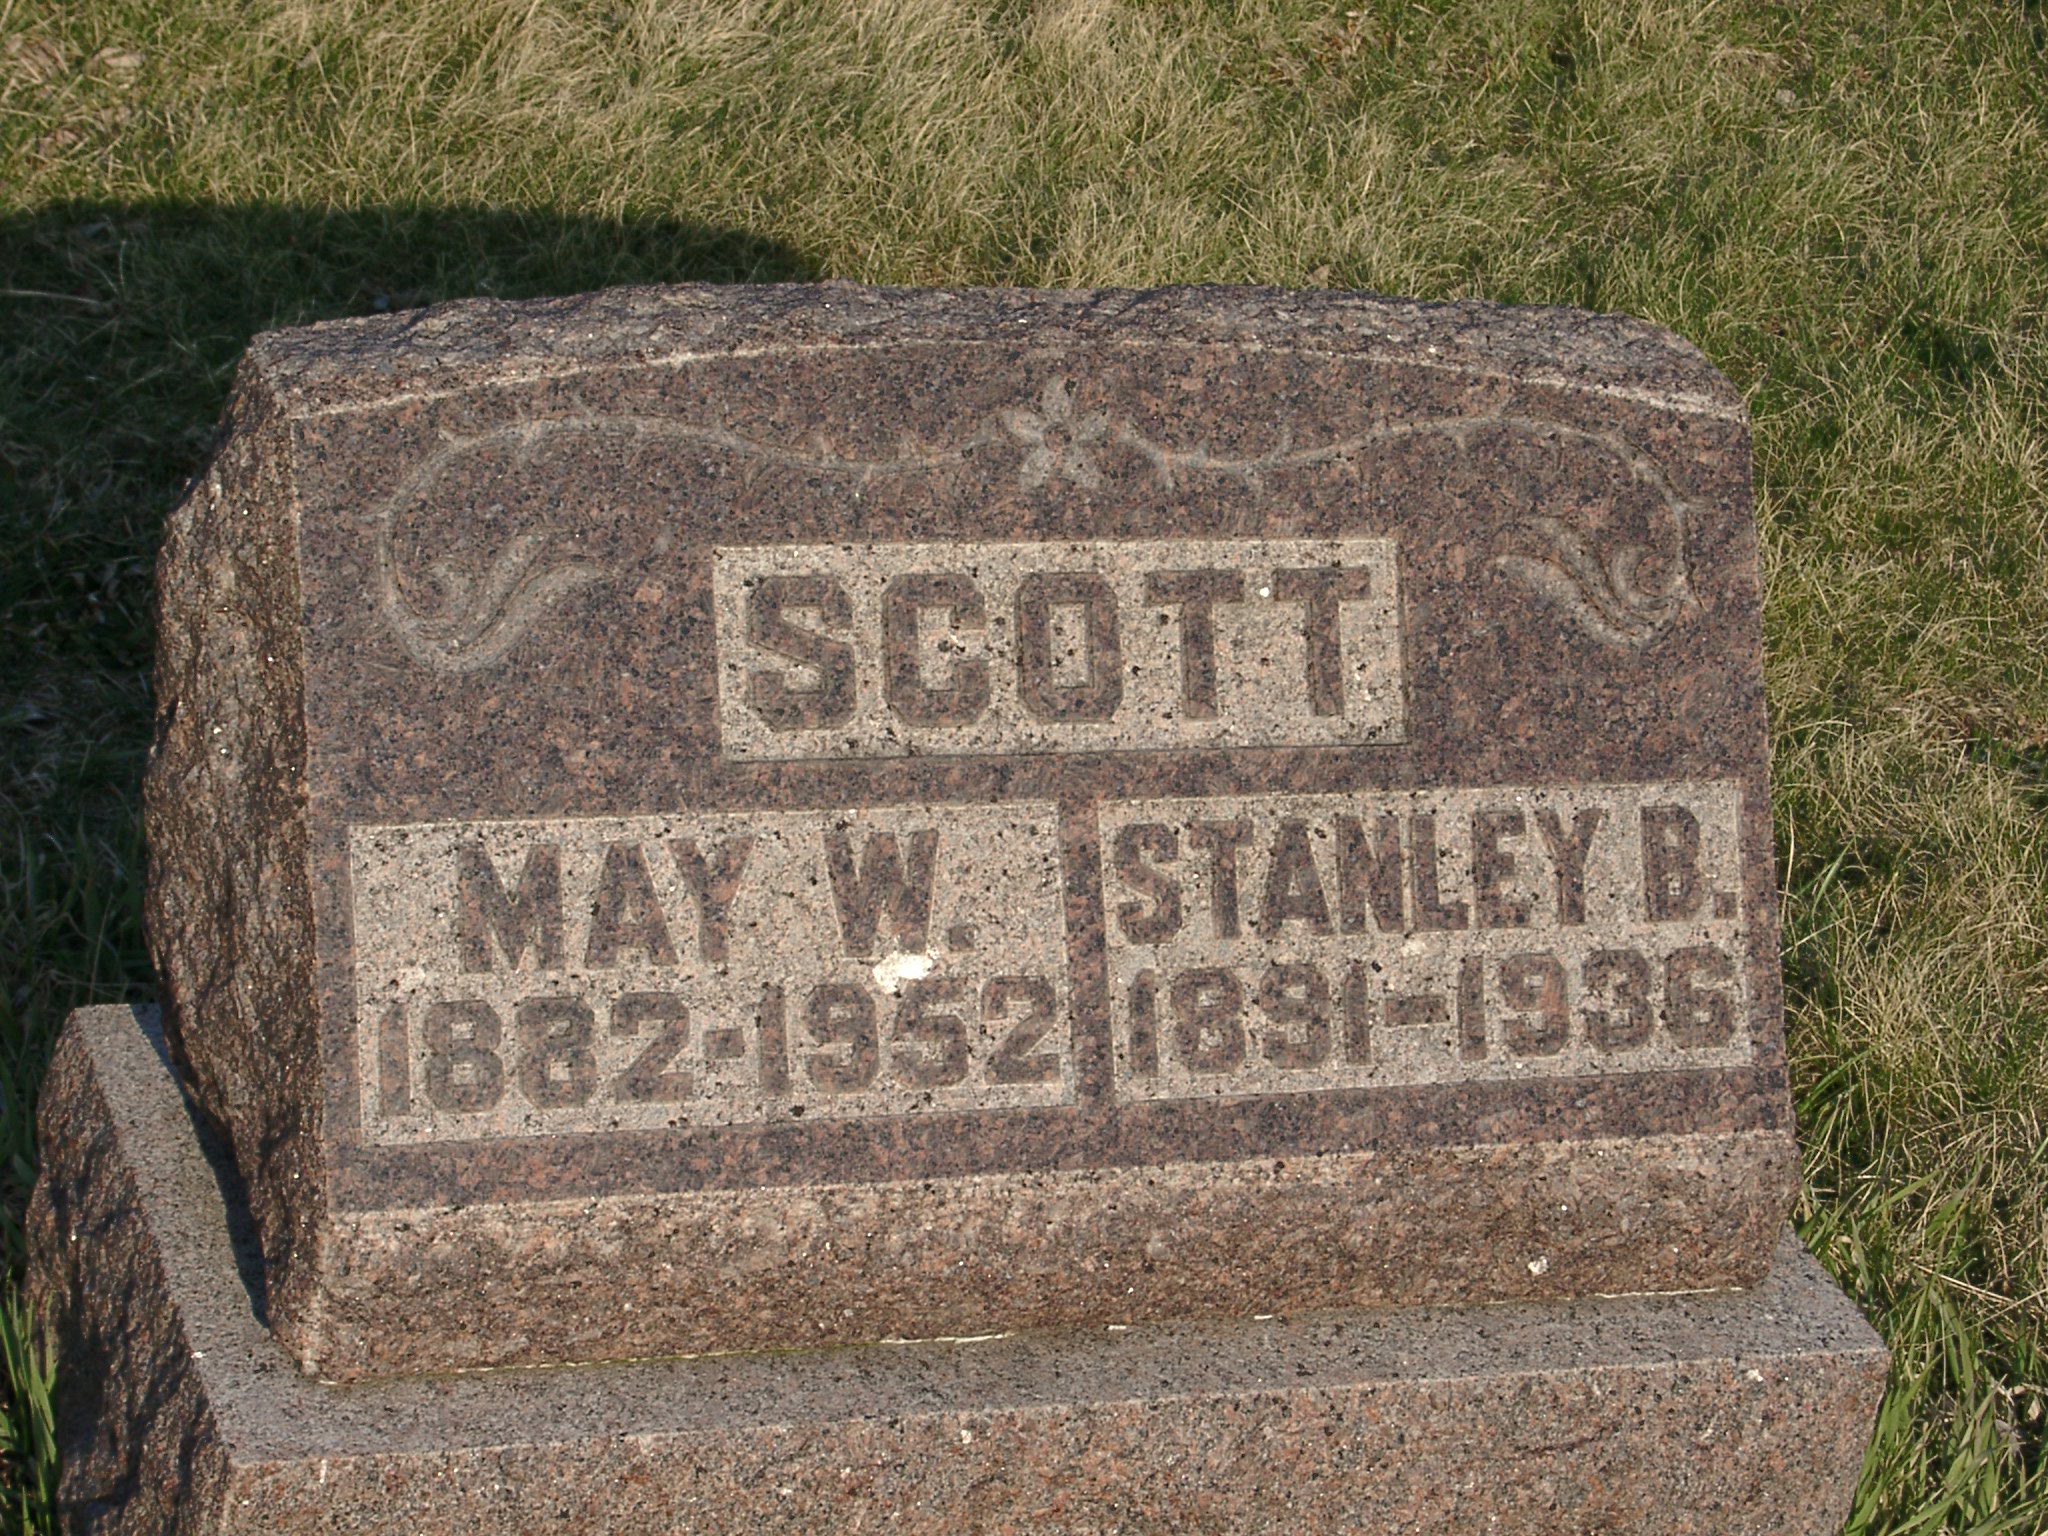 SCOTT
MAY W.
1882-1952
STANLEY B.
1891-1936